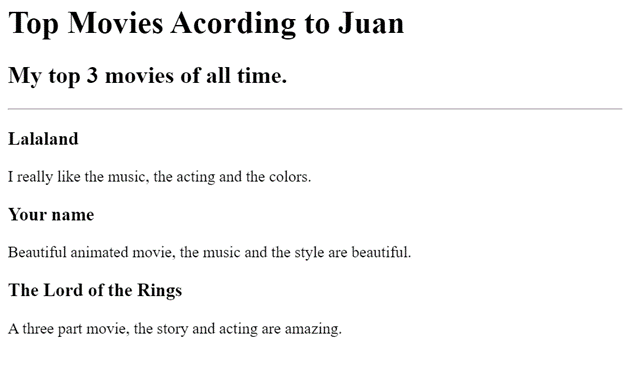 Top Movies Acording to Juan
My top 3 movies of all time.
Lalaland
I really like the music, the acting and the colors.
Your name
Beautiful animated movie, the music and the style are beautiful.
The Lord of the Rings
A three part movie, the story and acting are amazing.